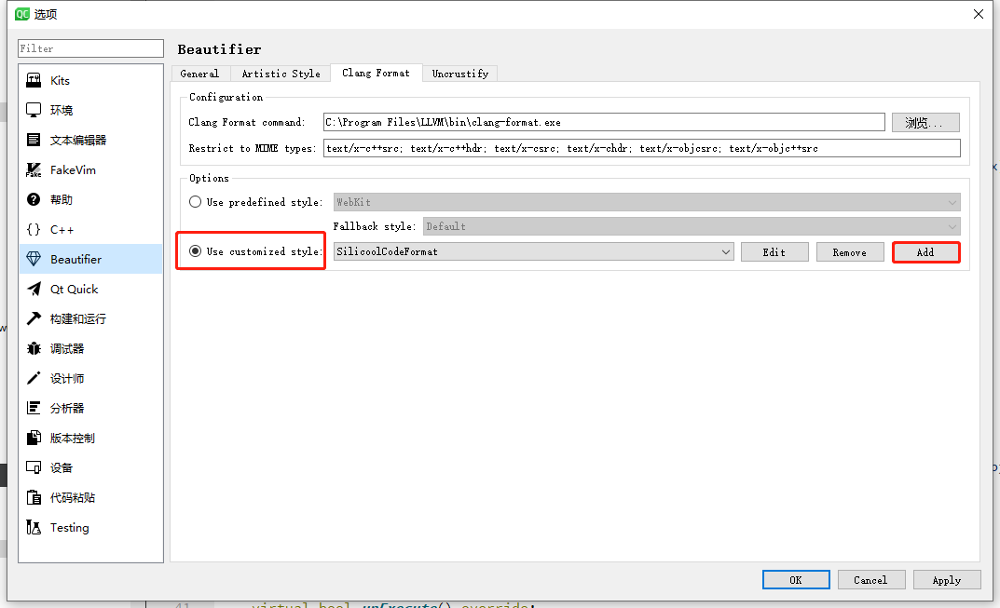 QC 选项
Filter
Kits
环境
文本编辑器
FakeVim
帮助
C++
Beautifier
Qt Quick
构建和运行
调试器
设计师
分析器
版本控制
设备
代码粘贴
Testing
Beautifier
General Artistic Style Clang Format Uncrustify
Configuration
Clang Format command: C:\Program Files\LLVM\bin\clang-format.exe 浏览...
Restrict to MIME types: text/x-c++src; text/x-c++hdr; text/x-csrc; text/x-chdr; text/x-objcsrc; text/x-objc++src
Options
Use predefined style: WebKit
Fallback style: Default
Use customized style: SilicoolCodeFormat Edit Remove Add
OK Cancel Apply
41 virtual bool unExecute() override;